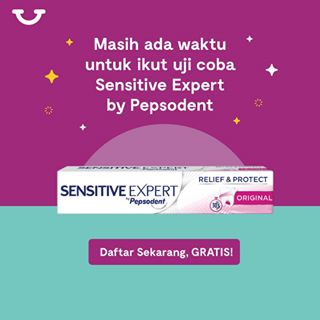 Masih ada waktu
untuk ikut uji coba
Sensitive Expert
by Pepsodent
SENSITIVE EXPERT
by Pepsodent
RELIEF & PROTECT
ORIGINAL
Daftar Sekarang, GRATIS!